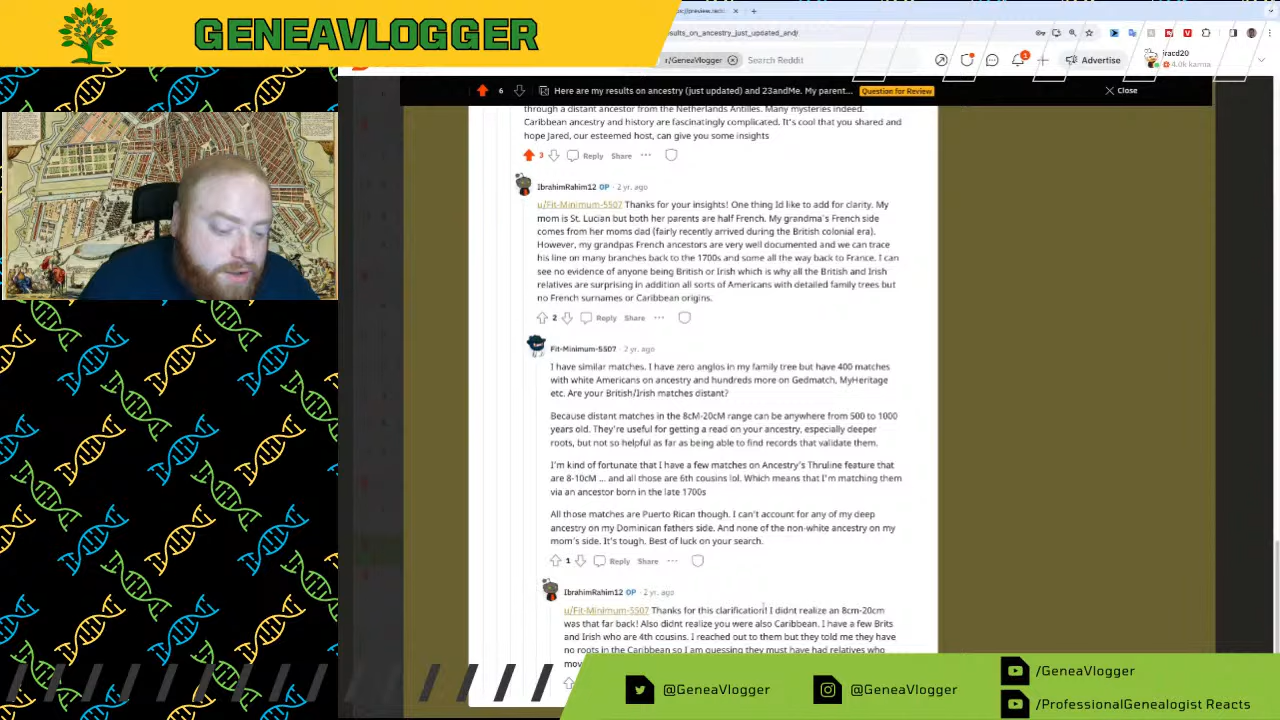 GENEAVLOGGER
esults_on_ancestry_just_updated_and/
r/GeneaVlogger
Search Reddit
1
Advertise
jracd20
4.0k karma
6
Here are my results on ancestry (just updated) and 23andMe. My parent...
Question for Review
Close
through a distant ancestor from the Netherlands Antilles. Many mysteries indeed.
Caribbean ancestry and history are fascinatingly complicated. It's cool that you shared and
hope Jared, our esteemed host, can give you some insights
3 Reply Share ...
IbrahimRahim12 OP · 2 yr. ago
u/Fit-Minimum-5507 Thanks for your insights! One thing Id like to add for clarity. My
mom is St. Lucian but both her parents are half French. My grandma's French side
comes from her moms dad (fairly recently arrived during the British colonial era).
However, my grandpas French ancestors are very well documented and we can trace
his line on many branches back to the 1700s and some all the way back to France. I can
see no evidence of anyone being British or Irish which is why all the British and Irish
relatives are surprising in addition all sorts of Americans with detailed family trees but
no French surnames or Caribbean origins.
2 Reply Share ...
Fit-Minimum-5507 · 2 yr. ago
I have similar matches. I have zero anglos in my family tree but have 400 matches
with white Americans on ancestry and hundreds more on Gedmatch, MyHeritage
etc. Are your British/Irish matches distant?
Because distant matches in the 8cM-20cM range can be anywhere from 500 to 1000
years old. They're useful for getting a read on your ancestry, especially deeper
roots, but not so helpful as far as being able to find records that validate them.
I'm kind of fortunate that I have a few matches on Ancestry's Thruline feature that
are 8-10cM ... and all those are 6th cousins lol. Which means that I'm matching them
via an ancestor born in the late 1700s
All those matches are Puerto Rican though. I can't account for any of my deep
ancestry on my Dominican fathers side. And none of the non-white ancestry on my
mom's side. It's tough. Best of luck on your search.
1 Reply Share ...
IbrahimRahim12 OP · 2 yr. ago
u/Fit-Minimum-5507 Thanks for this clarification! I didnt realize an 8cm-20cm
was that far back! Also didnt realize you were also Caribbean. I have a few Brits
and Irish who are 4th cousins. I reached out to them but they told me they have
no roots in the Caribbean so I am guessing they must have had relatives who
mov
@GeneaVlogger
@GeneaVlogger
/GeneaVlogger
/ProfessionalGenealogist Reacts